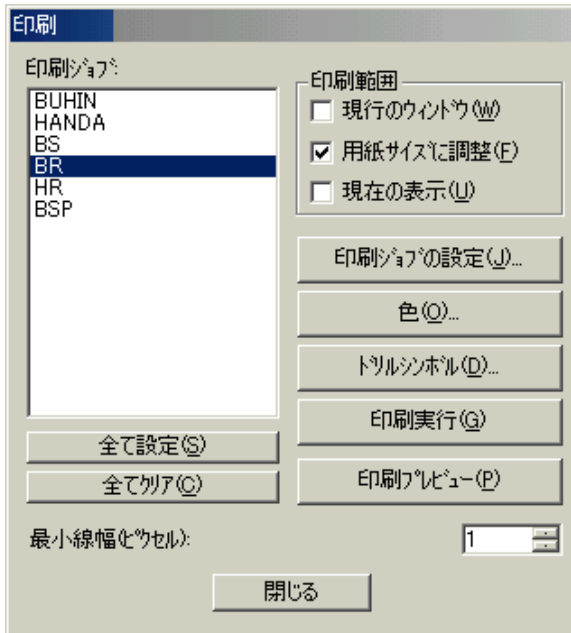 印刷
印刷ｼﾞｮﾌﾞ:
BUHIN
HANDA
BS
BR
HR
BSP
全て設定(S)
全てｸﾘｱ(C)
印刷範囲
現行のｳｨﾝﾄﾞｳ(W)
用紙ｻｲｽﾞに調整(F)
現在の表示(U)
印刷ｼﾞｮﾌﾞの設定(J)...
色(O)...
ﾄﾞﾘﾙｼﾝﾎﾞﾙ(D)...
印刷実行(G)
印刷ﾌﾟﾚﾋﾞｭｰ(P)
最小線幅(ﾋﾟｸｾﾙ):
1
閉じる